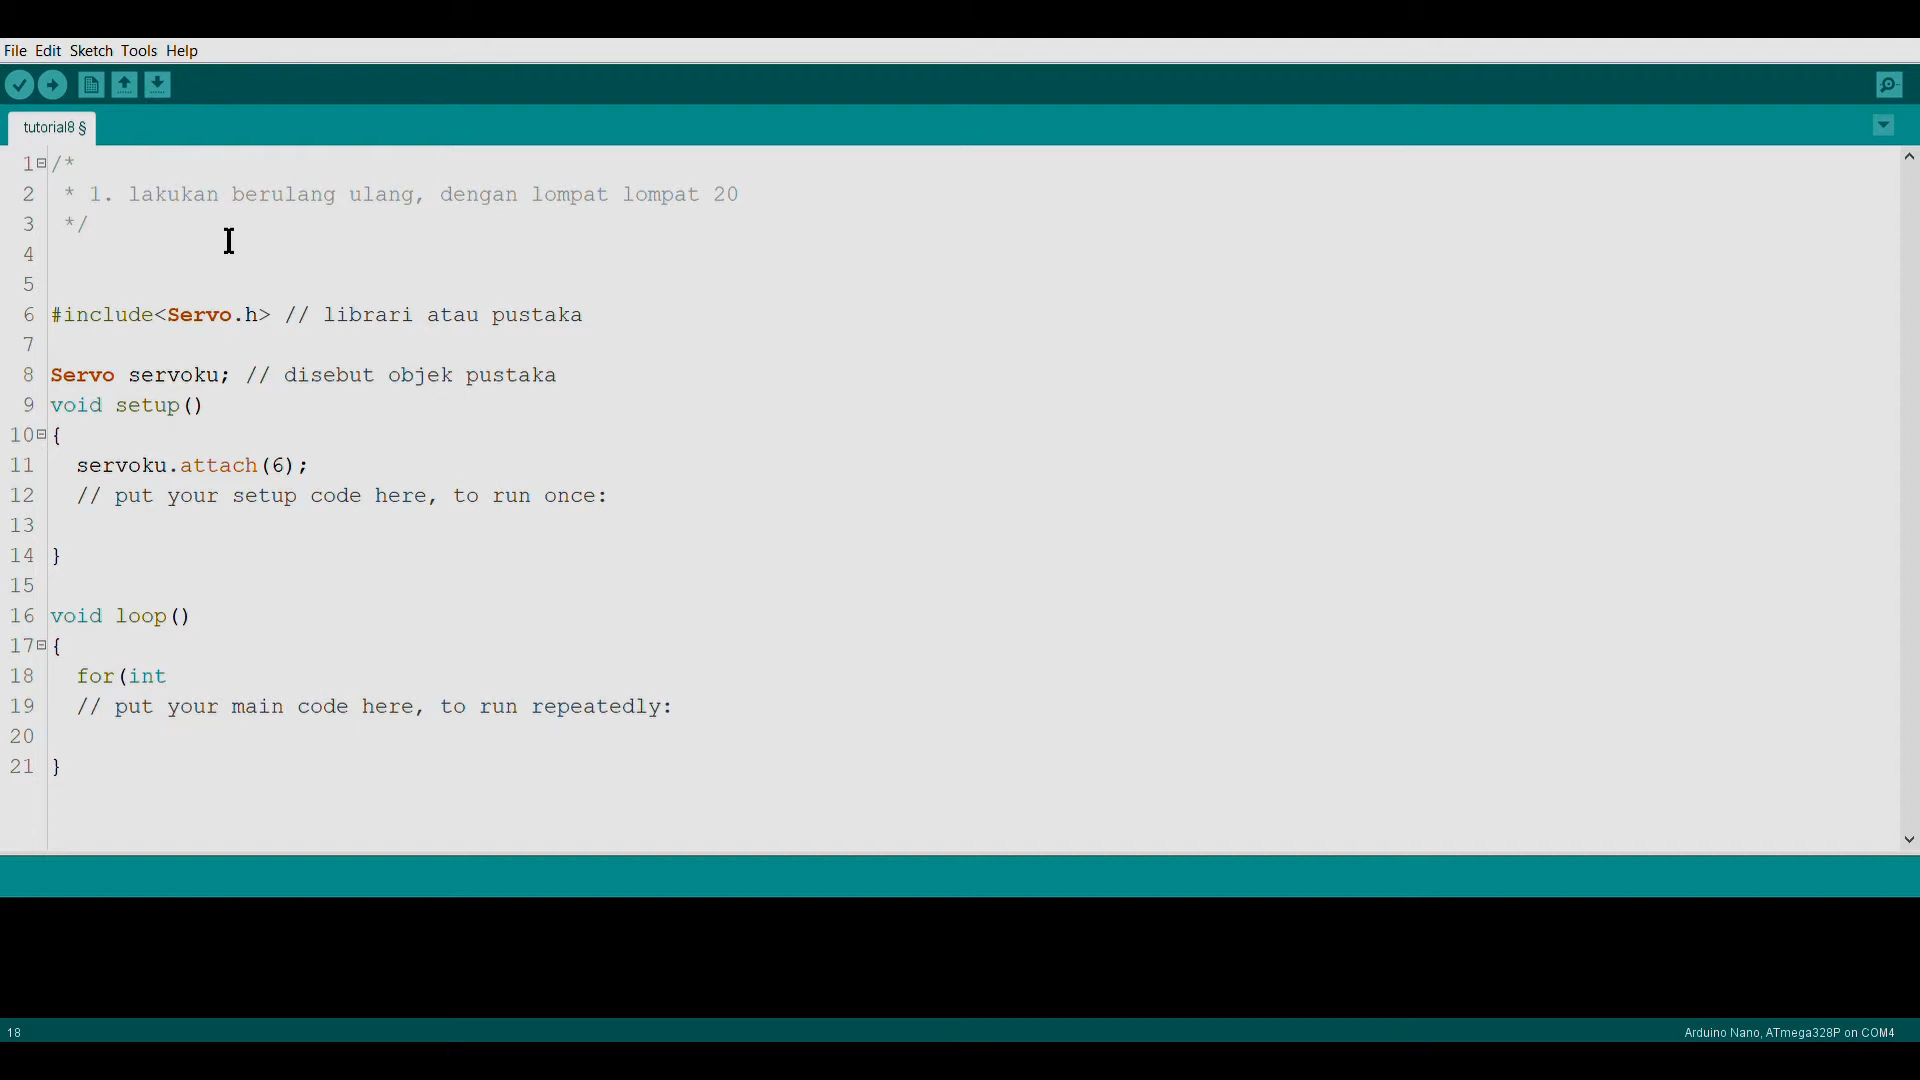 File Edit Sketch Tools Help
tutorial8 §
1 /*
2  * 1. lakukan berulang ulang, dengan lompat lompat 20
3  */
4
5
6 #include<Servo.h> // librari atau pustaka
7
8 Servo servoku; // disebut objek pustaka
9 void setup()
10 {
11   servoku.attach(6);
12   // put your setup code here, to run once:
13
14 }
15
16 void loop()
17 {
18   for(int
19   // put your main code here, to run repeatedly:
20
21 }
18
Arduino Nano, ATmega328P on COM4